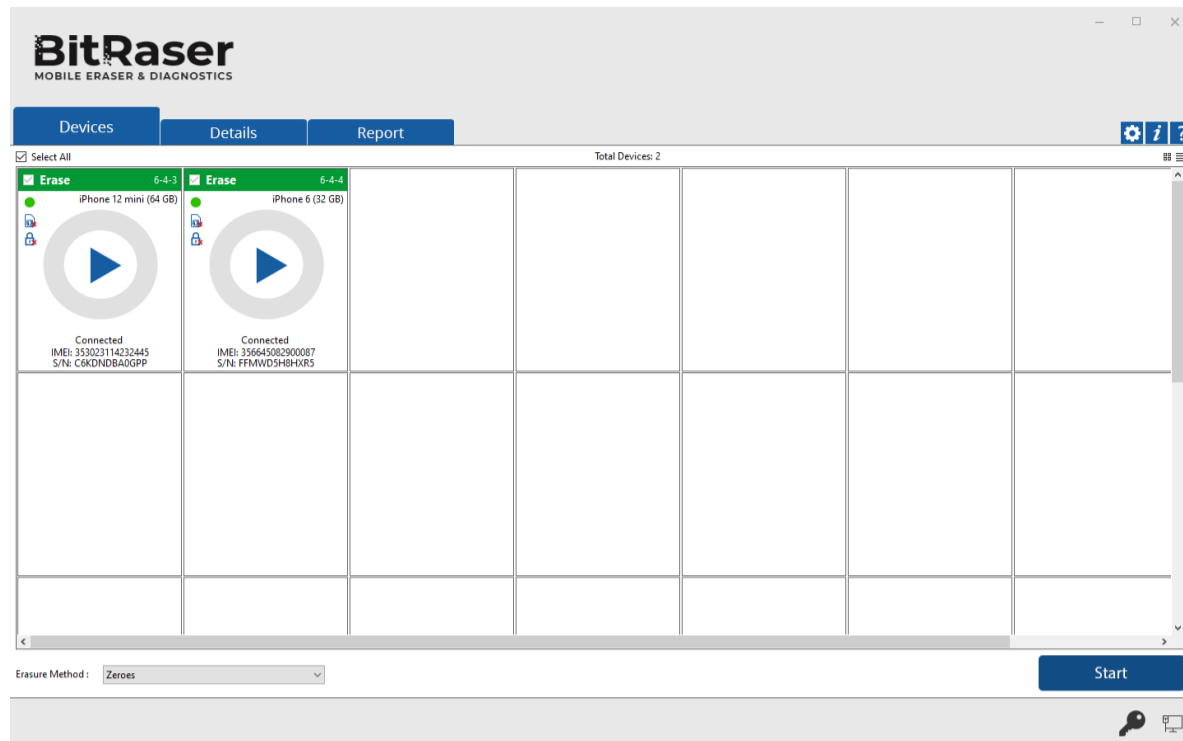 BitRaser
MOBILE ERASER & DIAGNOSTICS
Devices
Details
Report
i
?
Select All
Total Devices: 2
Erase 6-4-3
iPhone 12 mini (64 GB)
Connected
IMEI: 353023114232445
S/N: C6KDNDBA0GPP
Erase 6-4-4
iPhone 6 (32 GB)
Connected
IMEI: 356645082900087
S/N: FFMWD5H8HXR5
Erasure Method :
Zeroes
Start